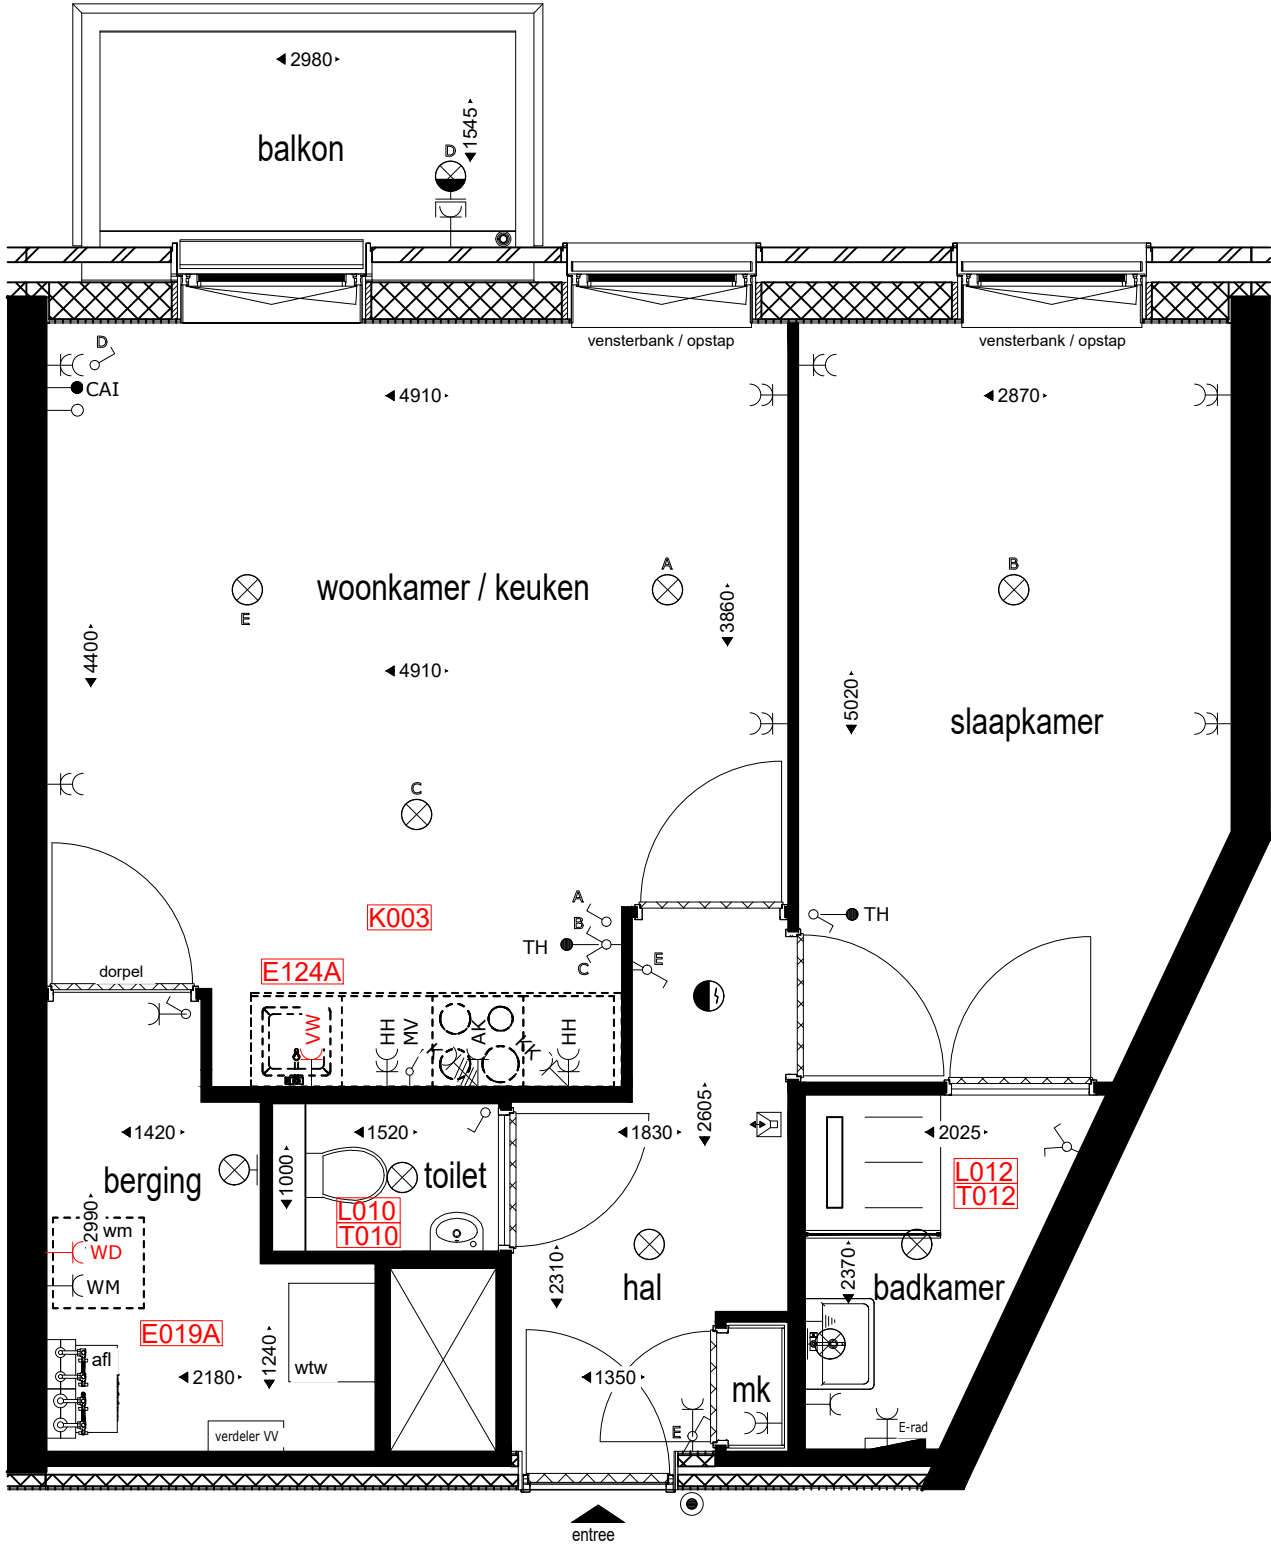 2980
1545
balkon
D
vensterbank / opstap
vensterbank / opstap
D
CAI
4910
2870
A
B
woonkamer / keuken
E
3860
4400
4910
5020
slaapkamer
C
A
K003
B
TH
TH
C
E
dorpel
E124A
VW
HH
MV
AK
KK
HH
2605
1420
1520
1830
2025
berging
1000
toilet
L012
T012
L010
T010
2990
wm
WD
WM
2310
hal
2370
badkamer
E019A
afl
1240
wtw
2180
1350
mk
E
E-rad
verdeler VV
entree